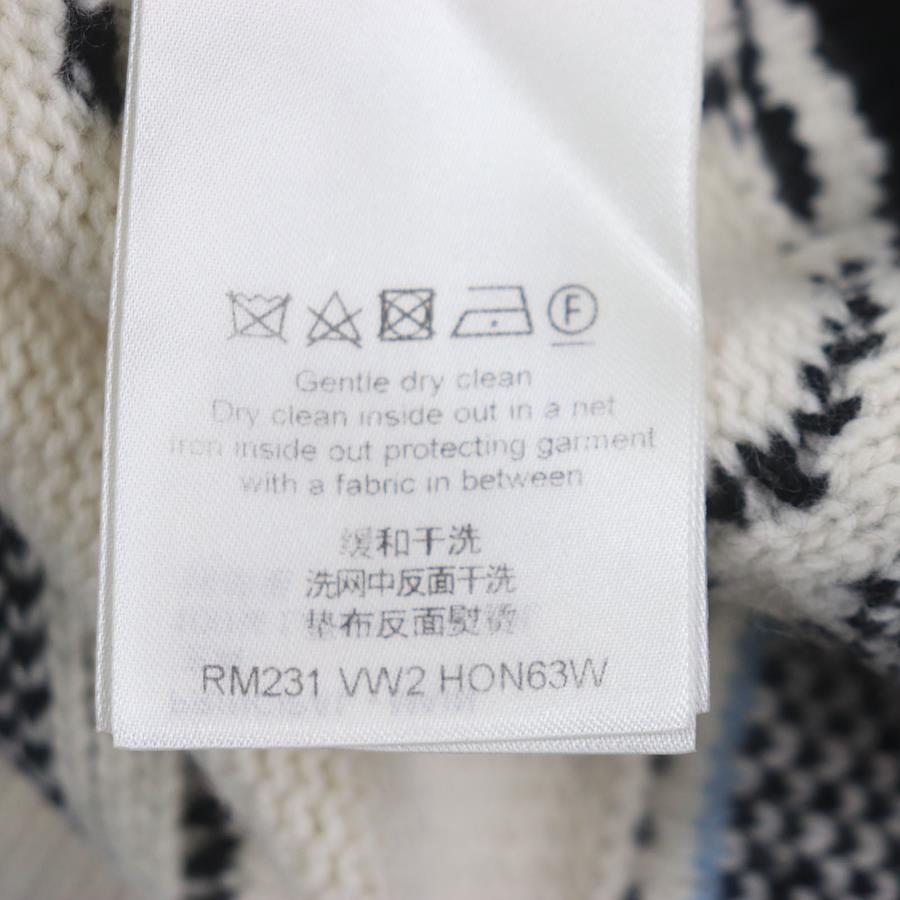 F
Gentle dry clean
Dry clean inside out in a net
Iron inside out protecting garment
with a fabric in between
缓和干洗
洗网中反面干洗
垫布反面熨烫
RM231 VW2 HON63W